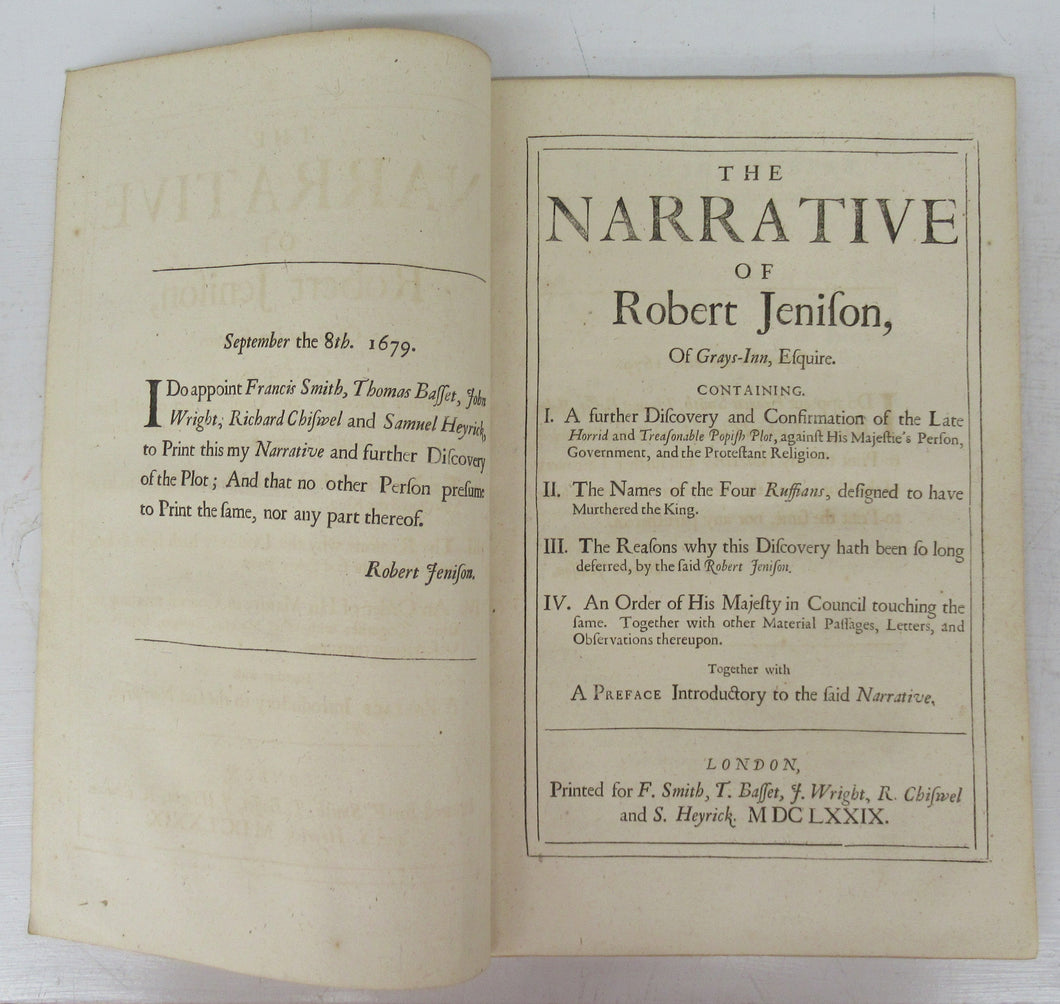 September the 8th. 1679.
I Do appoint Francis Smith, Thomas Baſſet, John
Wright, Richard Chiſwel and Samuel Heyrick,
to Print this my Narrative and further Diſcovery
of the Plot; And that no other Perſon preſume
to Print the ſame, nor any part thereof.
Robert Jeniſon.
THE
NARRATIVE
OF
Robert Jeniſon,
Of Grays-Inn, Eſquire.
CONTAINING.
I. A further Diſcovery and Confirmation of the Late
Horrid and Treaſonable Popiſh Plot, againſt His Majeſtie's Perſon,
Government, and the Proteſtant Religion.
II. The Names of the Four Ruffians, deſigned to have
Murthered the King.
III. The Reaſons why this Diſcovery hath been ſo long
deferred, by the ſaid Robert Jeniſon.
IV. An Order of His Majeſty in Council touching the
ſame. Together with other Material Paſſages, Letters, and
Obſervations thereupon.
Together with
A PREFACE Introductory to the ſaid Narrative.
LONDON,
Printed for F. Smith, T. Baſſet, J. Wright, R. Chiſwel
and S. Heyrick. MDCLXXIX.